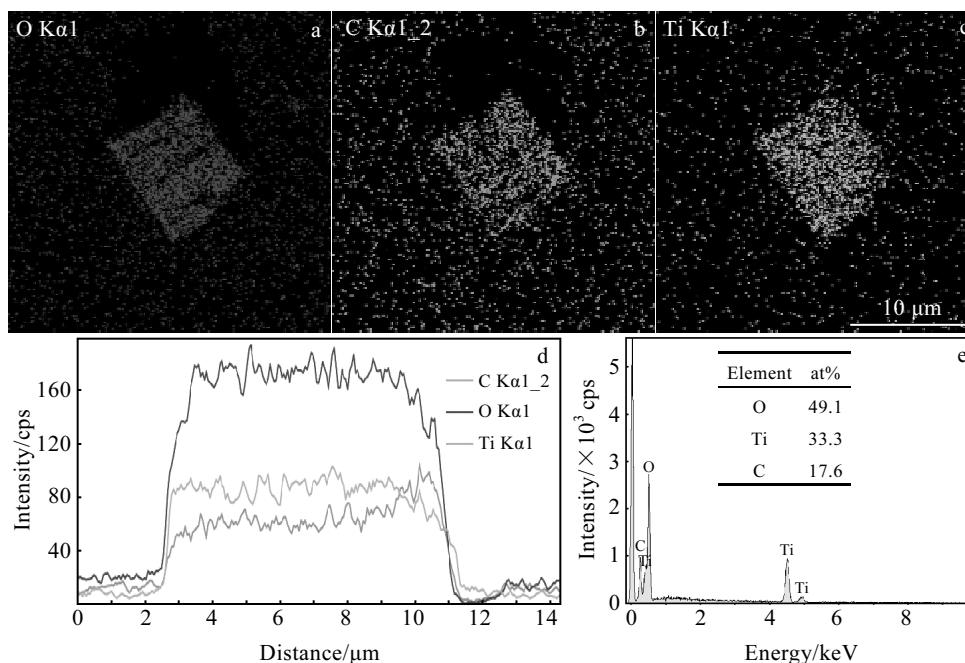 O Kα1
a
C Kα1_2
b
Ti Kα1
c
10 μm
d
C Kα1_2
O Kα1
Ti Kα1
160
120
80
40
0
2
4
6
8
10
12
14
Intensity/cps
Distance/μm
e
Element at%
O 49.1
Ti 33.3
C 17.6
5
4
3
2
1
0
0
2
4
6
8
O
C
Ti
Ti
Ti
Intensity/×10³ cps
Energy/keV